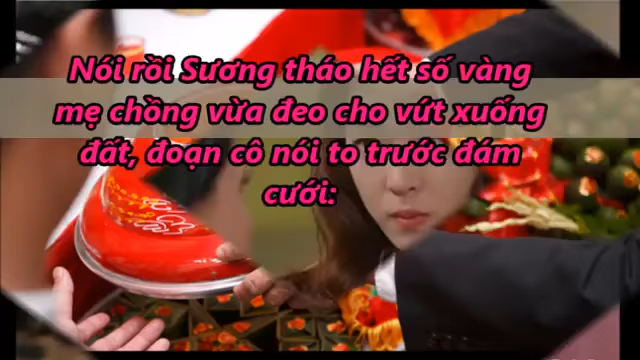 Nói rồi Sương tháo hết số vàng
mẹ chồng vừa đeo cho vứt xuống
đất, đoạn cô nói to trước đám
cưới: